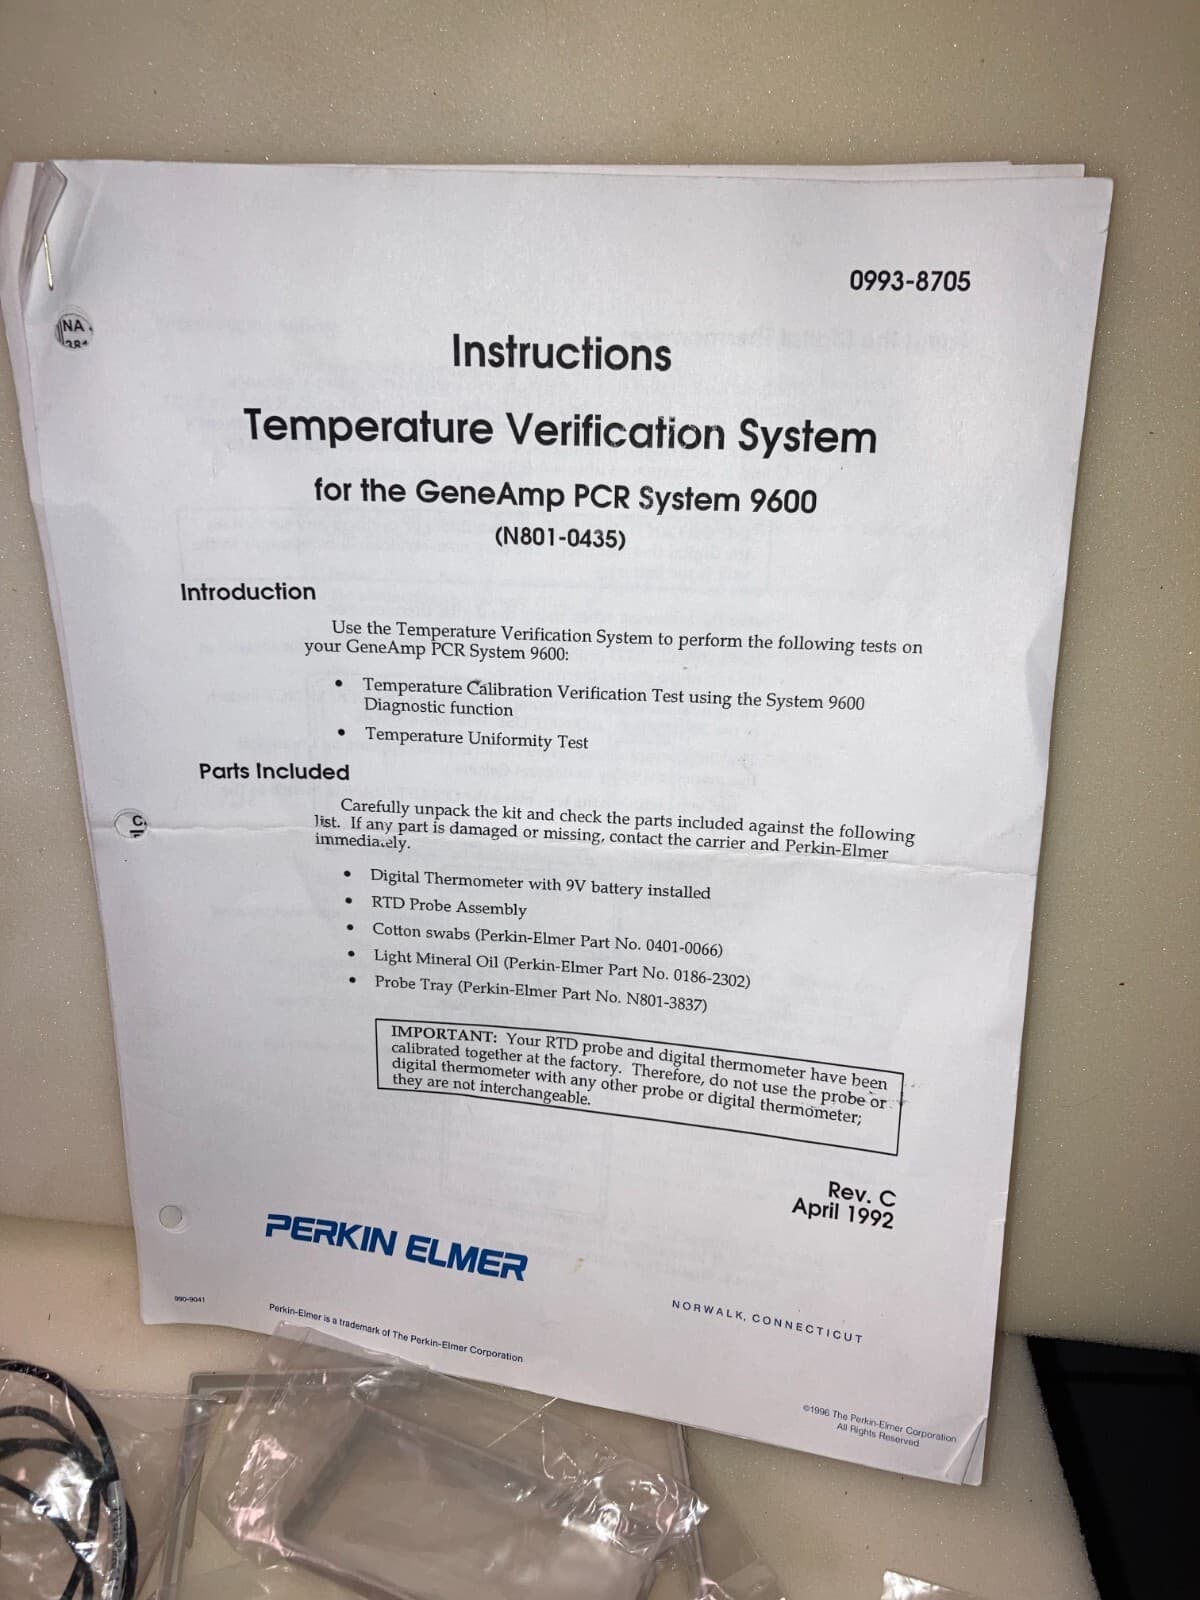 0993-8705
Instructions
Temperature Verification System
for the GeneAmp PCR System 9600
(N801-0435)
Introduction
Use the Temperature Verification System to perform the following tests on
your GeneAmp PCR System 9600:
• Temperature Calibration Verification Test using the System 9600
Diagnostic function
• Temperature Uniformity Test
Parts Included
Carefully unpack the kit and check the parts included against the following
list. If any part is damaged or missing, contact the carrier and Perkin-Elmer
immediately.
• Digital Thermometer with 9V battery installed
• RTD Probe Assembly
• Cotton swabs (Perkin-Elmer Part No. 0401-0066)
• Light Mineral Oil (Perkin-Elmer Part No. 0186-2302)
• Probe Tray (Perkin-Elmer Part No. N801-3837)
IMPORTANT: Your RTD probe and digital thermometer have been
calibrated together at the factory. Therefore, do not use the probe or
digital thermometer with any other probe or digital thermometer;
they are not interchangeable.
Rev. C
April 1992
PERKIN ELMER
NORWALK, CONNECTICUT
990-9041
Perkin-Elmer is a trademark of The Perkin-Elmer Corporation
©1996 The Perkin-Elmer Corporation
All Rights Reserved